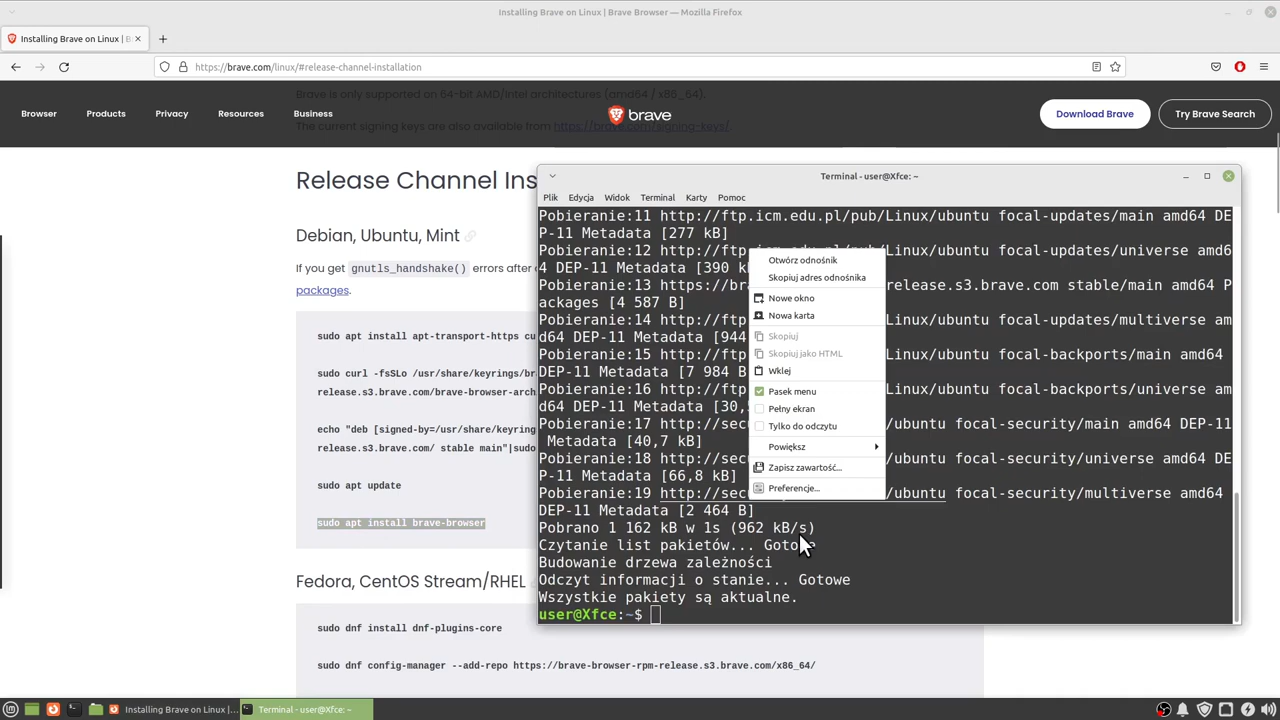 Installing Brave on Linux | Brave Browser — Mozilla Firefox
Installing Brave on Linux | B
https://brave.com/linux/#release-channel-installation
Brave is only supported on 64-bit AMD/Intel architectures (amd64 / x86_64).
Browser Products Privacy Resources Business brave Download Brave Try Brave Search
The current signing keys are also available from https://brave.com/signing-keys/.
Release Channel Ins
Debian, Ubuntu, Mint
If you get gnutls_handshake() errors after
packages.
sudo apt install apt-transport-https cu
sudo curl -fsSLo /usr/share/keyrings/br
release.s3.brave.com/brave-browser-arch
echo "deb [signed-by=/usr/share/keyring
release.s3.brave.com/ stable main"|sudo
sudo apt update
sudo apt install brave-browser
Fedora, CentOS Stream/RHEL
sudo dnf install dnf-plugins-core
sudo dnf config-manager --add-repo https://brave-browser-rpm-release.s3.brave.com/x86_64/
Terminal - user@Xfce: ~
Plik Edycja Widok Terminal Karty Pomoc
Pobieranie:11 http://ftp.icm.edu.pl/pub/Linux/ubuntu focal-updates/main amd64 DE
P-11 Metadata [277 kB]
Pobieranie:12 http://ftp.icm.edu.pl/pub/Linux/ubuntu focal-updates/universe amd6
4 DEP-11 Metadata [390 k
Pobieranie:13 https://b release.s3.brave.com stable/main amd64 P
ackages [4 587 B]
Pobieranie:14 http://ft Linux/ubuntu focal-updates/multiverse am
d64 DEP-11 Metadata [944
Pobieranie:15 http://ft Linux/ubuntu focal-backports/main amd64
DEP-11 Metadata [7 984 B
Pobieranie:16 http://ft Linux/ubuntu focal-backports/universe am
d64 DEP-11 Metadata [30,
Pobieranie:17 http://sec /ubuntu focal-security/main amd64 DEP-11
Metadata [40,7 kB]
Pobieranie:18 http://sec /ubuntu focal-security/universe amd64 DE
P-11 Metadata [66,8 kB]
Pobieranie:19 http://sec /ubuntu focal-security/multiverse amd64
DEP-11 Metadata [2 464 B]
Pobrano 1 162 kB w 1s (962 kB/s)
Czytanie list pakietów... Gotowe
Budowanie drzewa zależności
Odczyt informacji o stanie... Gotowe
Wszystkie pakiety są aktualne.
user@Xfce:~$
Otwórz odnośnik
Skopiuj adres odnośnika
Nowe okno
Nowa karta
Skopiuj
Skopiuj jako HTML
Wklej
Pasek menu
Pełny ekran
Tylko do odczytu
Powiększ
Zapisz zawartość...
Preferencje...
Installing Brave on Linux |... Terminal - user@Xfce: ~